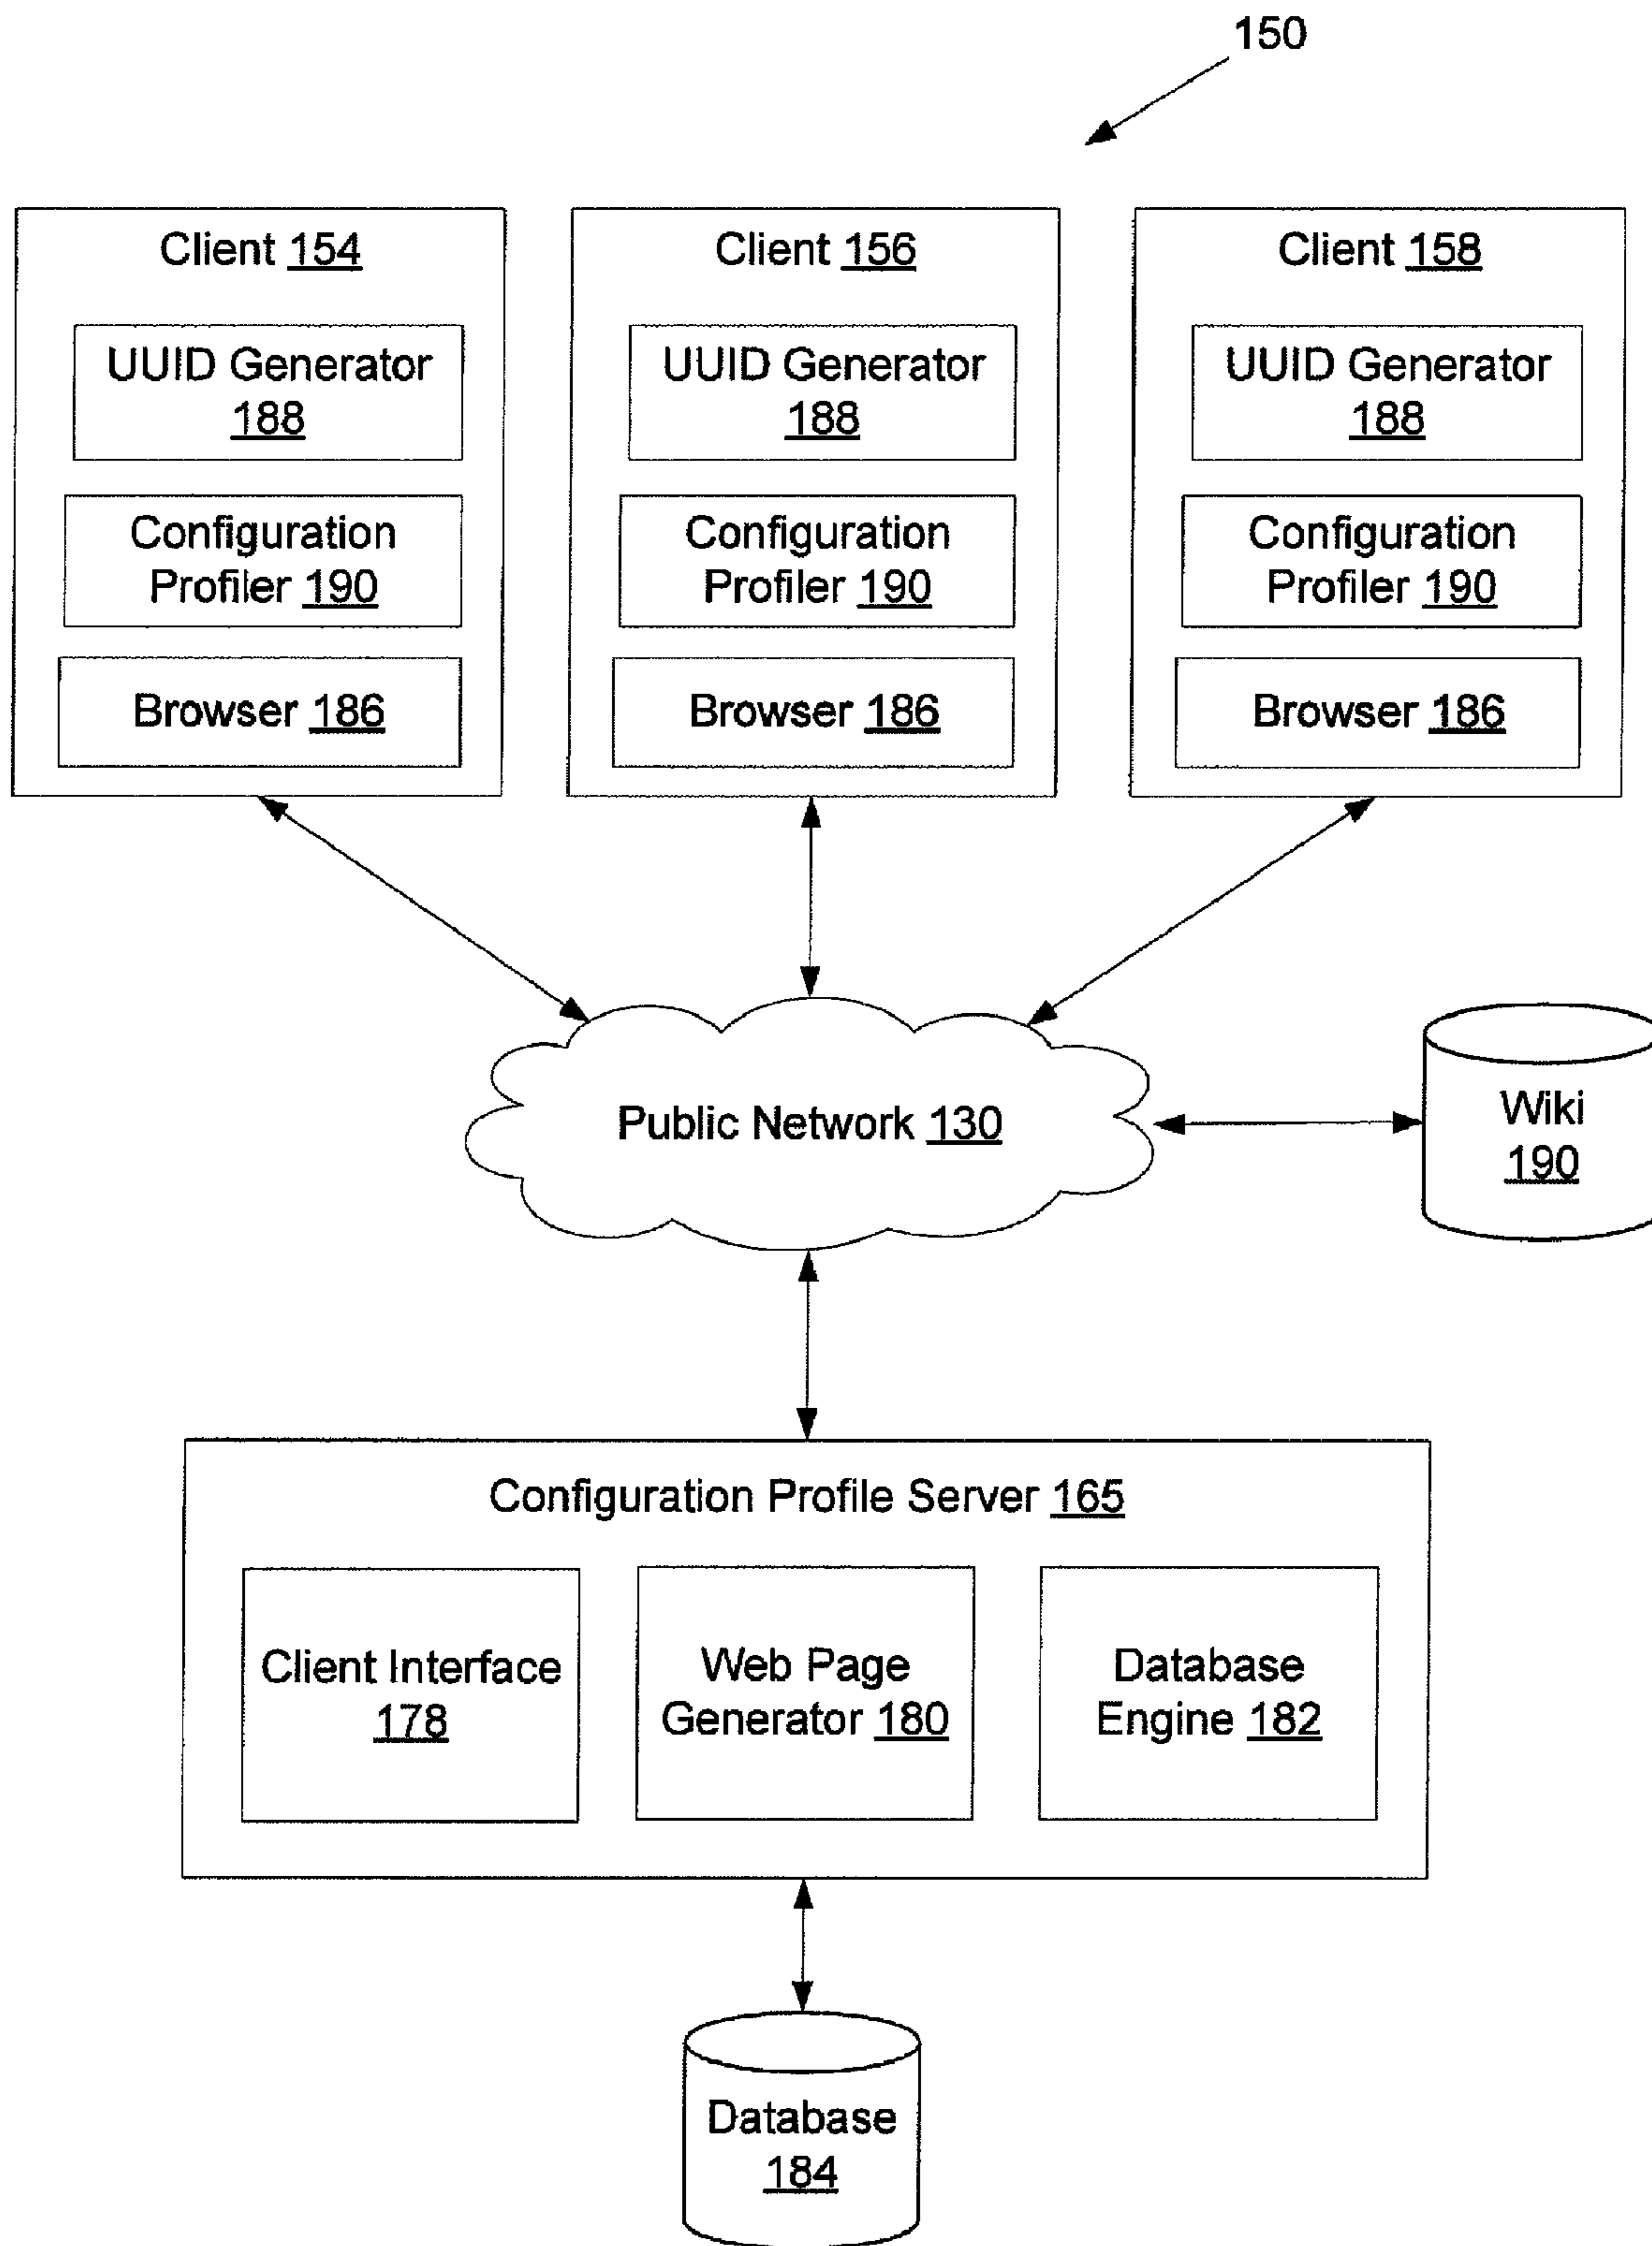 150
Client 154
UUID Generator
188
Configuration
Profiler 190
Browser 186
Client 156
UUID Generator
188
Configuration
Profiler 190
Browser 186
Client 158
UUID Generator
188
Configuration
Profiler 190
Browser 186
Public Network 130
Wiki
190
Configuration Profile Server 165
Client Interface
178
Web Page
Generator 180
Database
Engine 182
Database
184